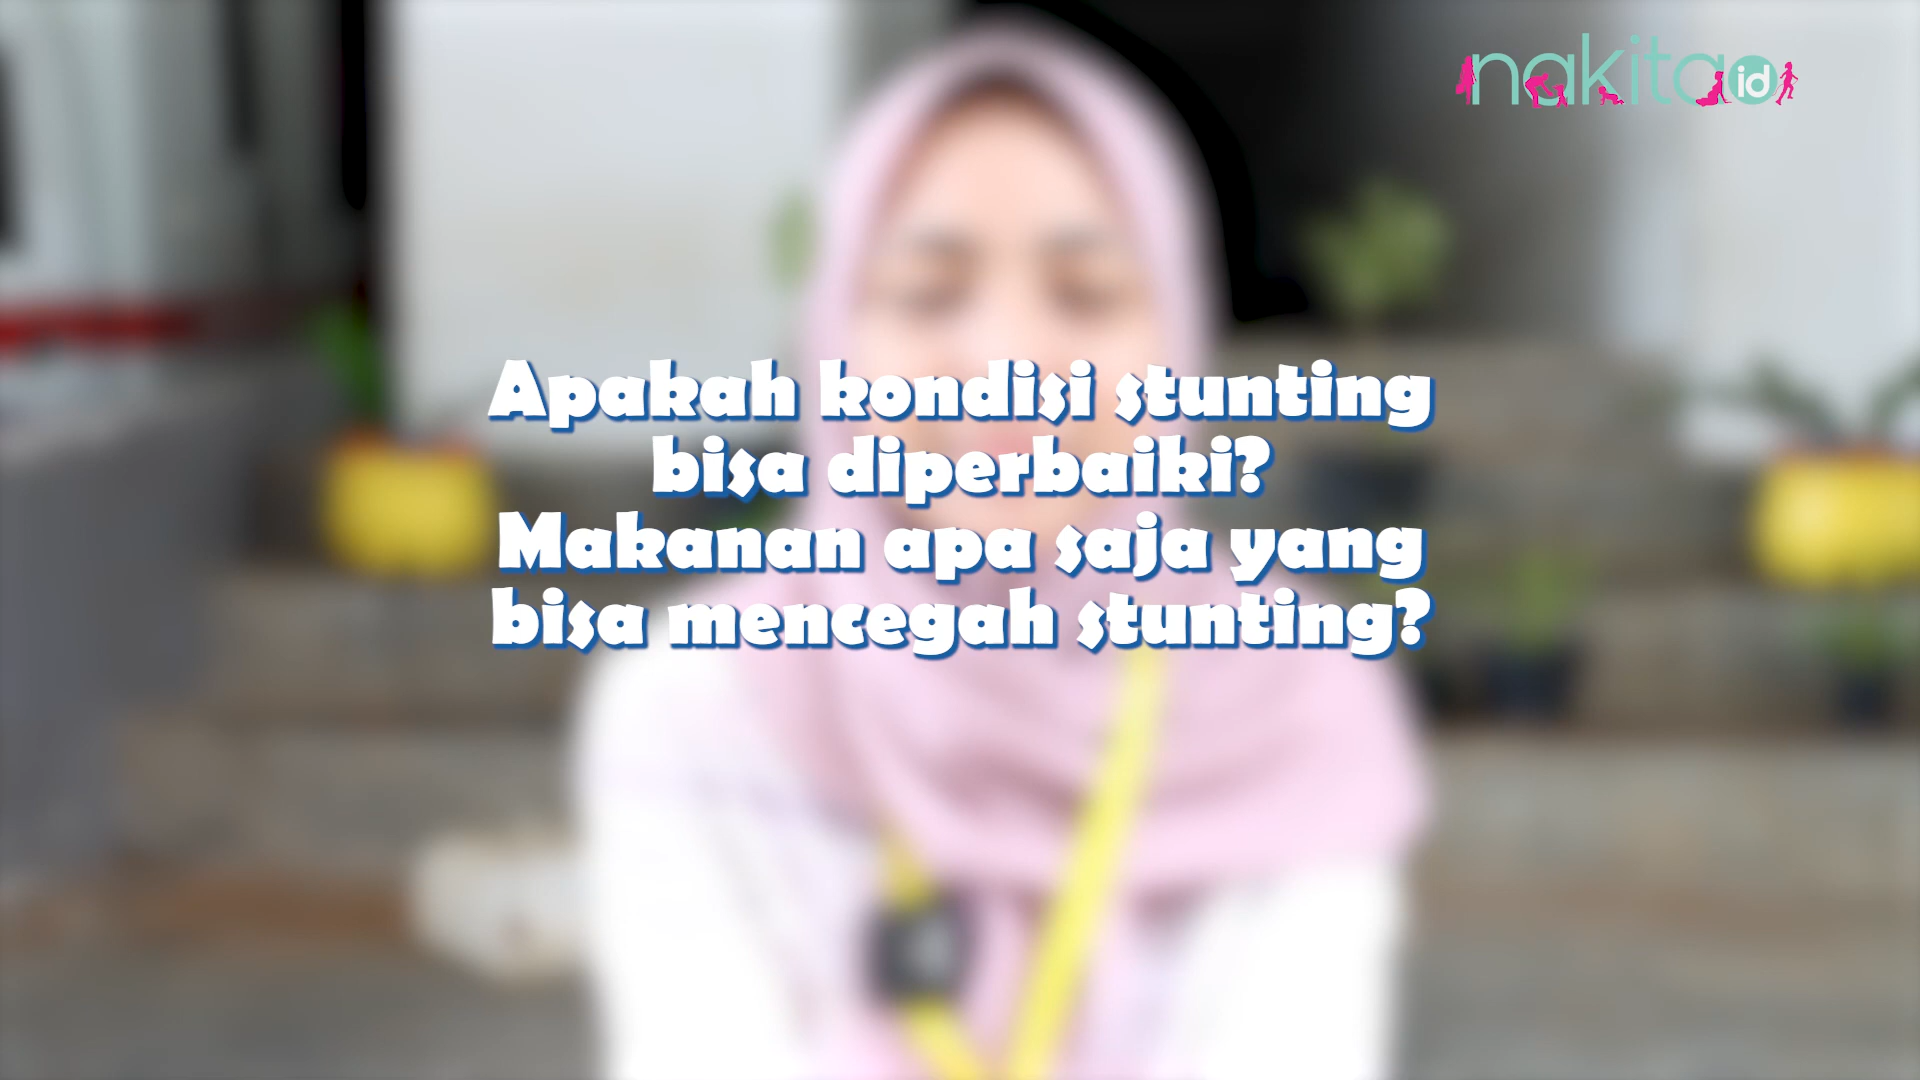 nakita id
Apakah kondisi stunting
bisa diperbaiki?
Makanan apa saja yang
bisa mencegah stunting?